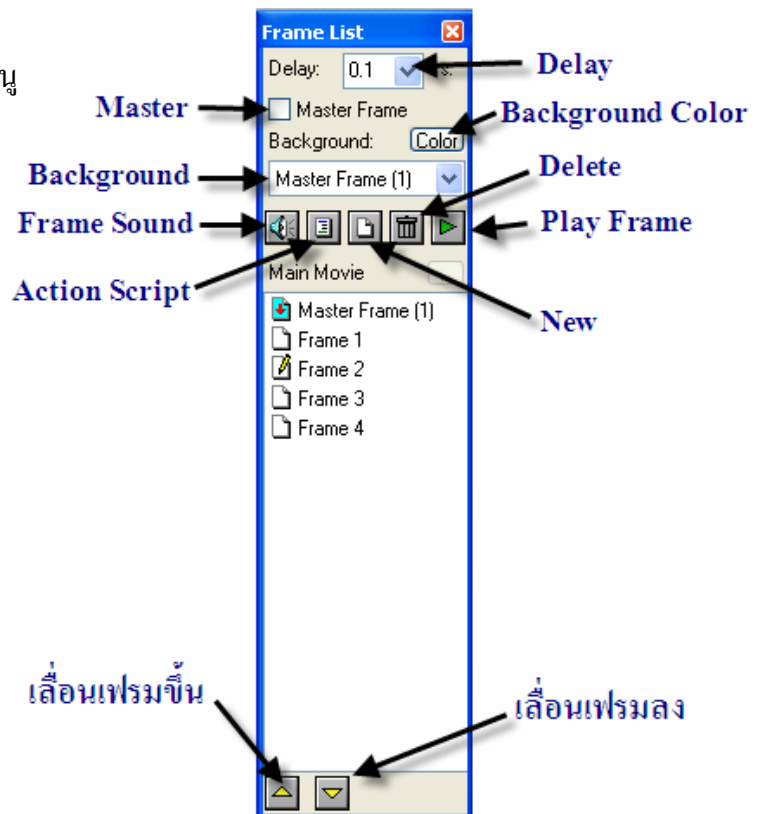 Frame List
Delay: 0.1 s.
Delay
นู
Master
Master Frame
Background Color
Background: Color
Background
Master Frame (1)
Delete
Frame Sound
Play Frame
Action Script
Main Movie
New
Master Frame (1)
Frame 1
Frame 2
Frame 3
Frame 4
เลื่อนเฟรมขึ้น
เลื่อนเฟรมลง